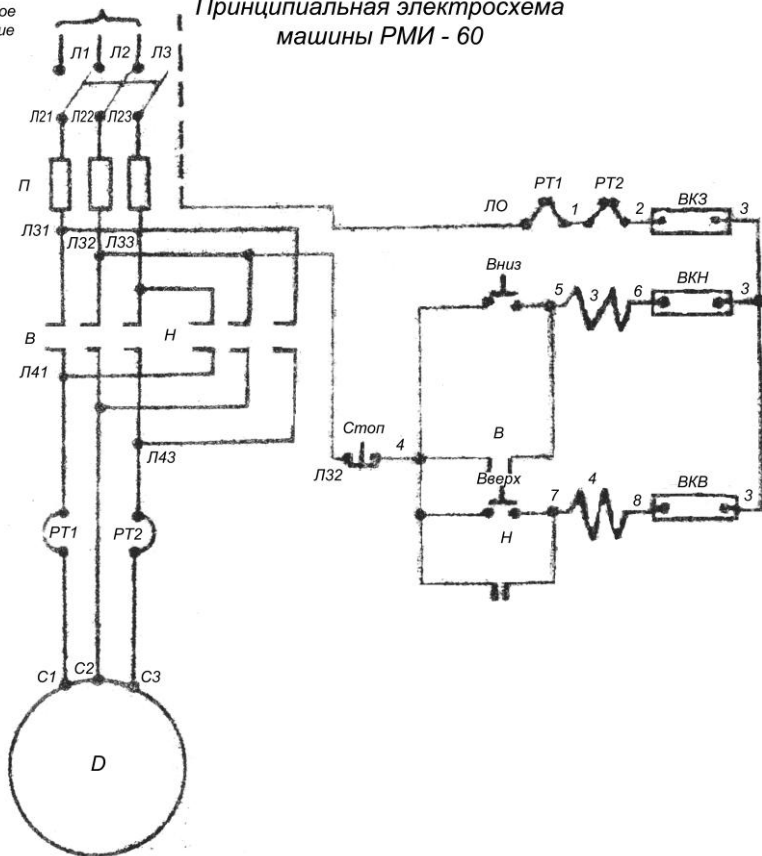 ое
ие
Принципиальная электросхема
машины РМИ - 60
Л1 Л2 Л3
Л21 Л22 Л23
П
Л31 Л32 Л33
ЛО РТ1 1 РТ2 2 ВКЗ 3
Вниз
5 3 6 ВКН 3
В Н
Л41
Стоп
Л32 4 В
Л43
Вверх
7 4 8 ВКВ 3
Н
РТ1 РТ2
С1 С2 С3
D